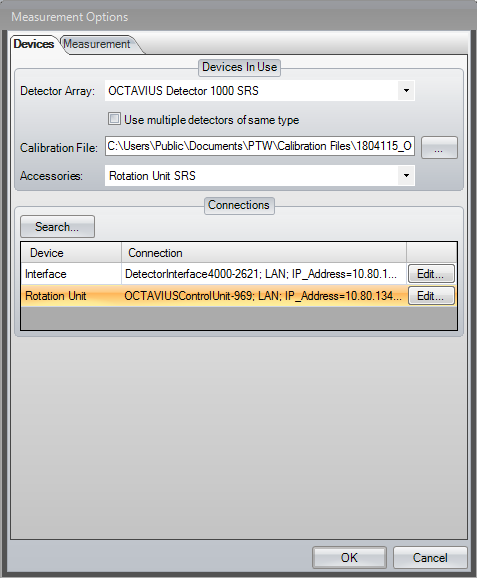 Measurement Options
Devices Measurement
Devices In Use
Detector Array: OCTAVIUS Detector 1000 SRS
Use multiple detectors of same type
Calibration File: C:\Users\Public\Documents\PTW\Calibration Files\1804115_O ...
Accessories: Rotation Unit SRS
Connections
Search...
Device Connection
Interface DetectorInterface4000-2621; LAN; IP_Address=10.80.1... Edit...
Rotation Unit OCTAVIUSControlUnit-969; LAN; IP_Address=10.80.134... Edit...
OK Cancel